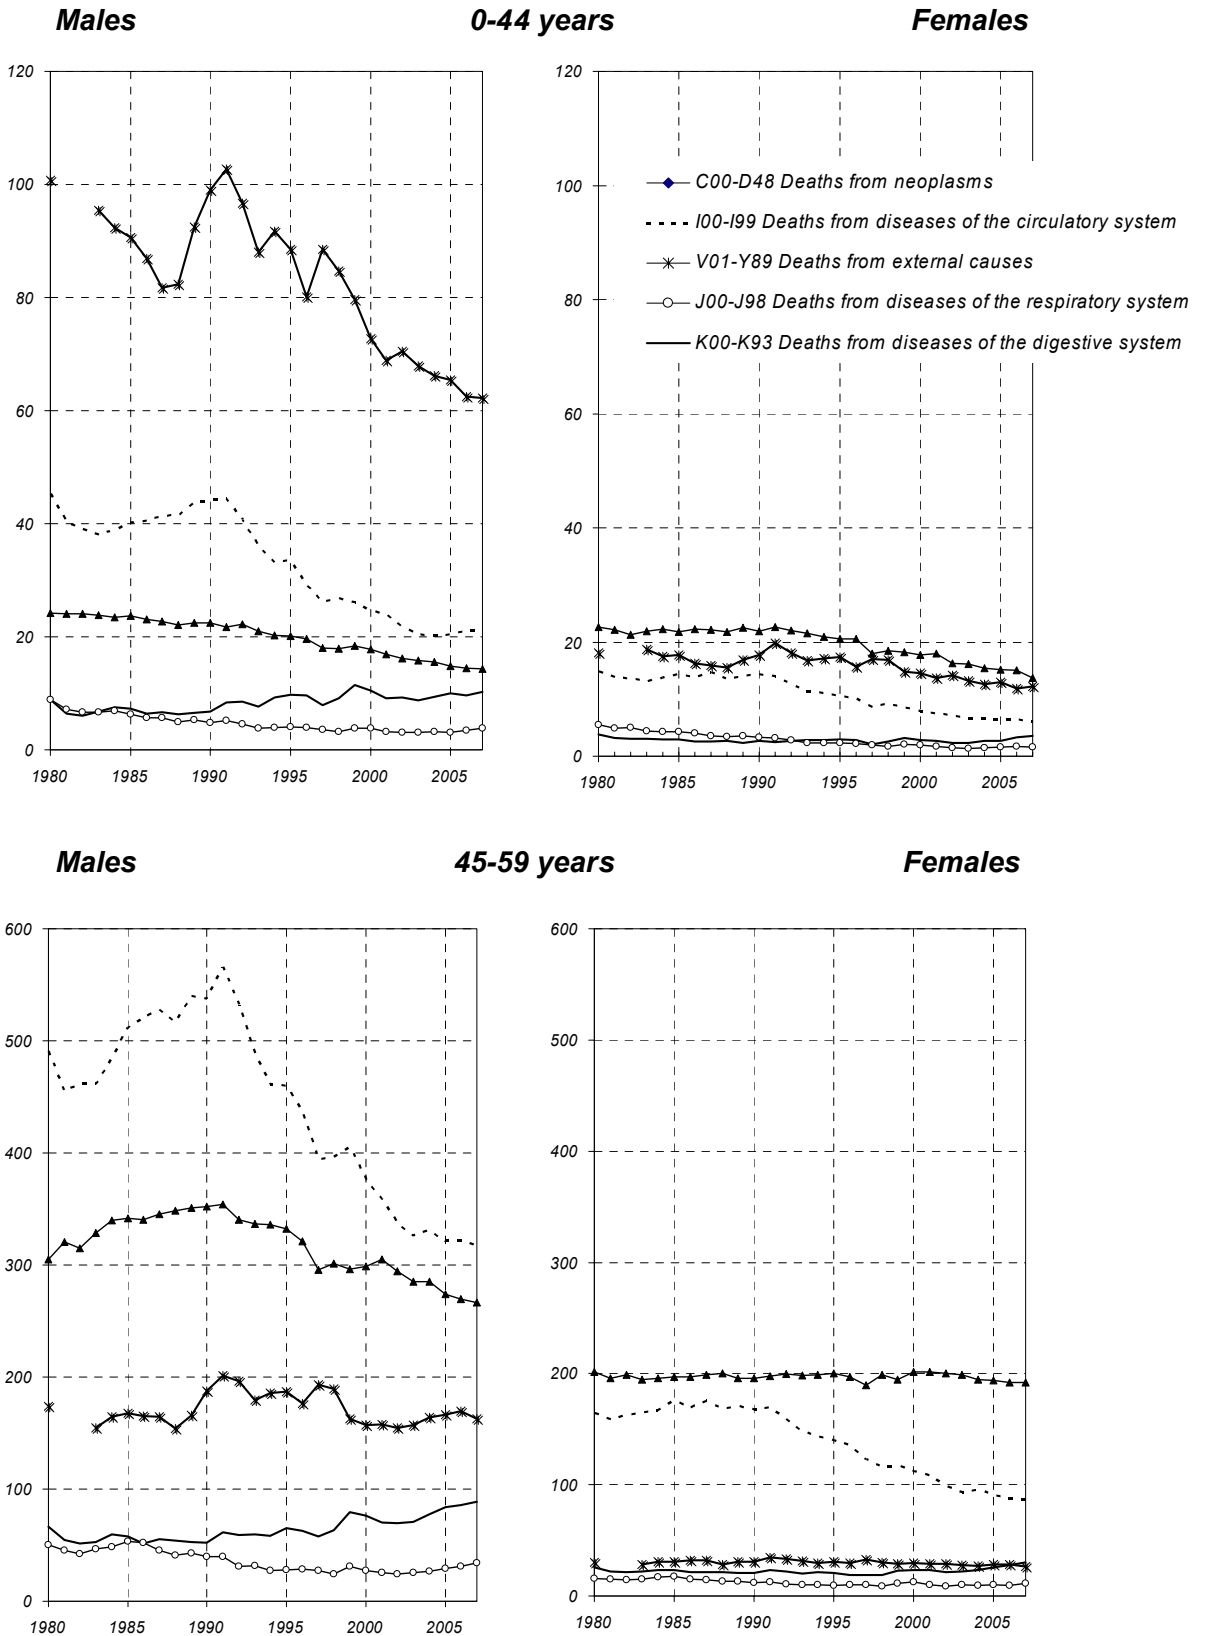 Males 0-44 years Females
120 120
100 100
C00-D48 Deaths from neoplasms
I00-I99 Deaths from diseases of the circulatory system
V01-Y89 Deaths from external causes
80 80
J00-J98 Deaths from diseases of the respiratory system
K00-K93 Deaths from diseases of the digestive system
60 60
40 40
20 20
0 0
1980 1985 1990 1995 2000 2005 1980 1985 1990 1995 2000 2005
Males 45-59 years Females
600 600
500 500
400 400
300 300
200 200
100 100
0 0
1980 1985 1990 1995 2000 2005 1980 1985 1990 1995 2000 2005